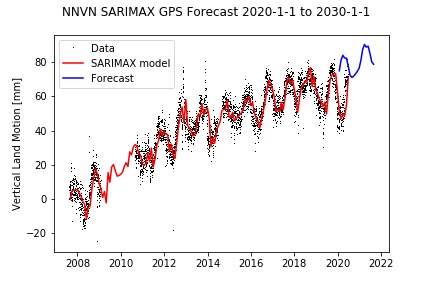 NNVN SARIMAX GPS Forecast 2020-1-1 to 2030-1-1
Data
SARIMAX model
Forecast
Vertical Land Motion [mm]
80
60
40
20
0
−20
2008 2010 2012 2014 2016 2018 2020 2022